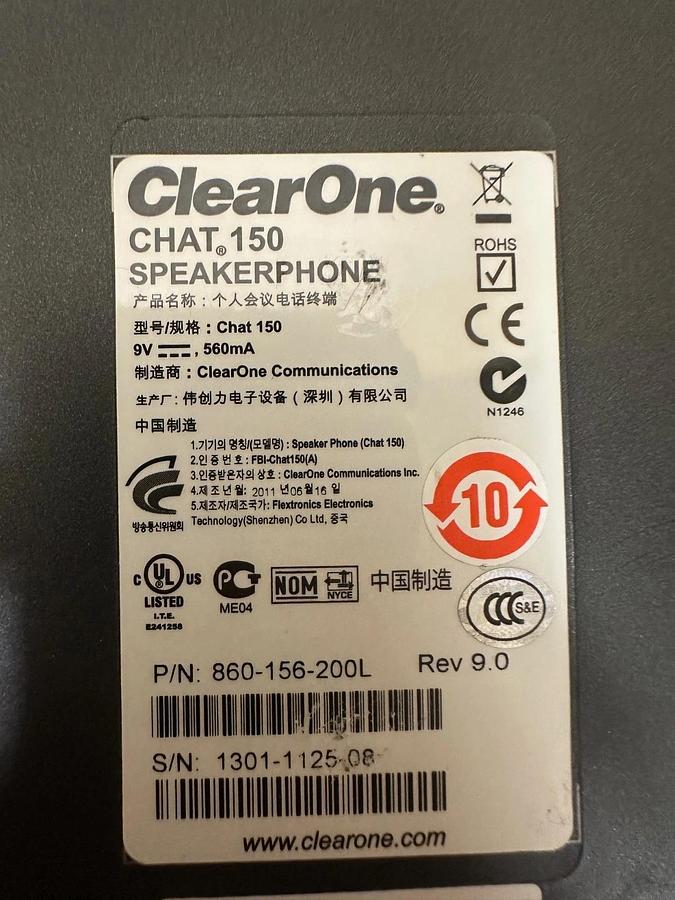 ClearOne®
CHAT® 150
SPEAKERPHONE
产品名称：个人会议电话终端
型号/规格：Chat 150
9V , 560mA
制造商：ClearOne Communications
生产厂：伟创力电子设备（深圳）有限公司
中国制造
1.기기의 명칭/(모델명) : Speaker Phone (Chat 150)
2.인 증 번 호 : FBI-Chat150(A)
3.인증받은자의 상호 : ClearOne Communications Inc.
4.제 조 년 월: 2011 년06 월16 일
5.제조자/제조국가: Flextronics Electronics
Technology(Shenzhen) Co Ltd, 중국
방송통신위원회
ROHS
CE
N1246
10
C UL® US
LISTED
I.T.E.
E241258
PCT
ME04
NOM
NYCE
中国制造
CCC S&E
P/N: 860-156-200L Rev 9.0
S/N: 1301-1125-08
www.clearone.com